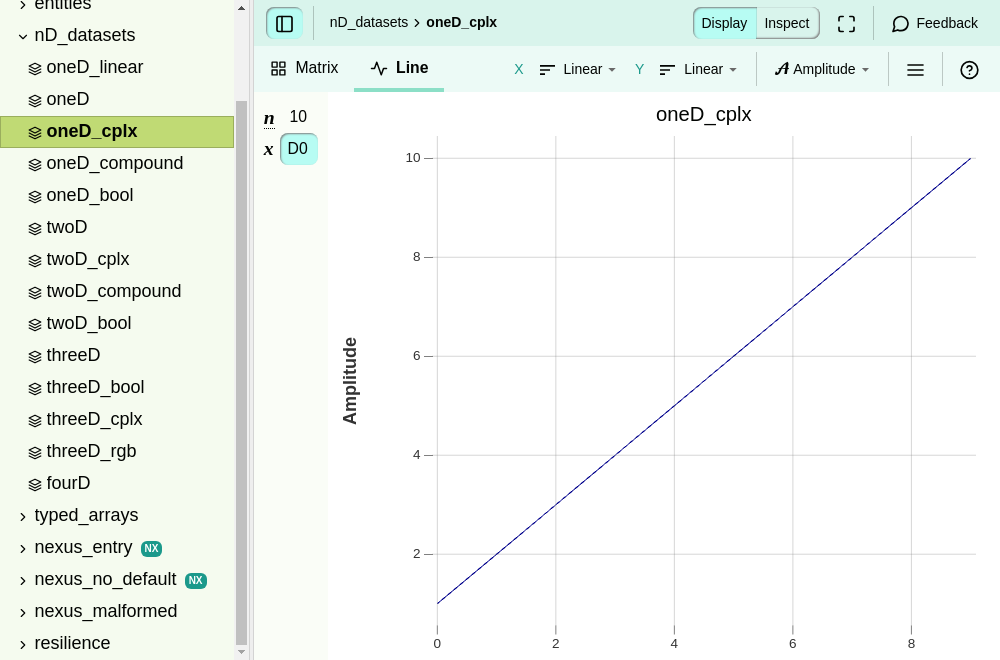 entities
nD_datasets
oneD_linear
oneD
oneD_cplx
oneD_compound
oneD_bool
twoD
twoD_cplx
twoD_compound
twoD_bool
threeD
threeD_bool
threeD_cplx
threeD_rgb
fourD
typed_arrays
nexus_entry NX
nexus_no_default NX
nexus_malformed
resilience
nD_datasets oneD_cplx
Display Inspect
Feedback
Matrix Line
X Linear
Y Linear
A Amplitude
n 10
x D0
oneD_cplx
Amplitude
10
8
6
4
2
0 2 4 6 8